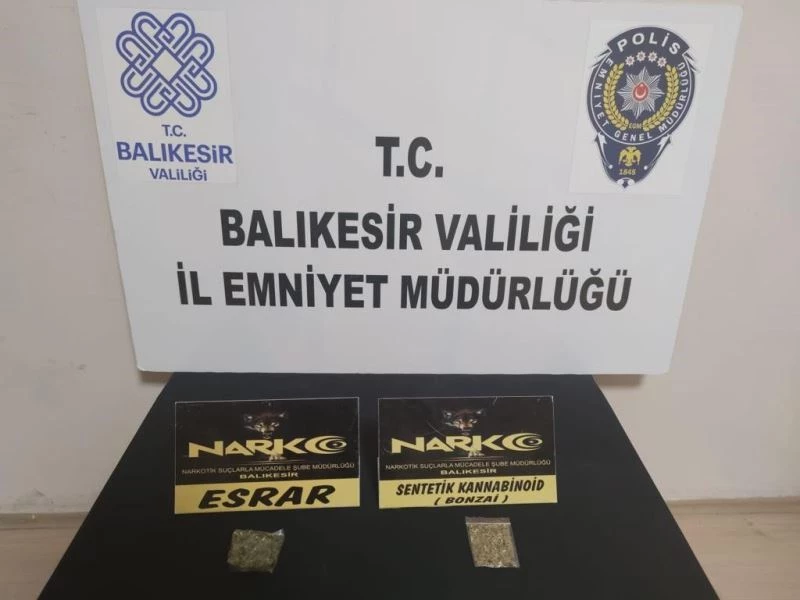 T.C.
BALIKESİR
VALİLİĞİ
POLİS
EMNİYET GENEL MÜDÜRLÜĞÜ
EGM
1845
T.C.
BALIKESİR VALİLİĞİ
İL EMNİYET MÜDÜRLÜĞÜ
NARKO
NARKOTİK SUÇLARLA MÜCADELE ŞUBE MÜDÜRLÜĞÜ
BALIKESİR
ESRAR
NARKO
NARKOTİK SUÇLARLA MÜCADELE ŞUBE MÜDÜRLÜĞÜ
BALIKESİR
SENTETİK KANNABİNOİD
( BONZAİ )